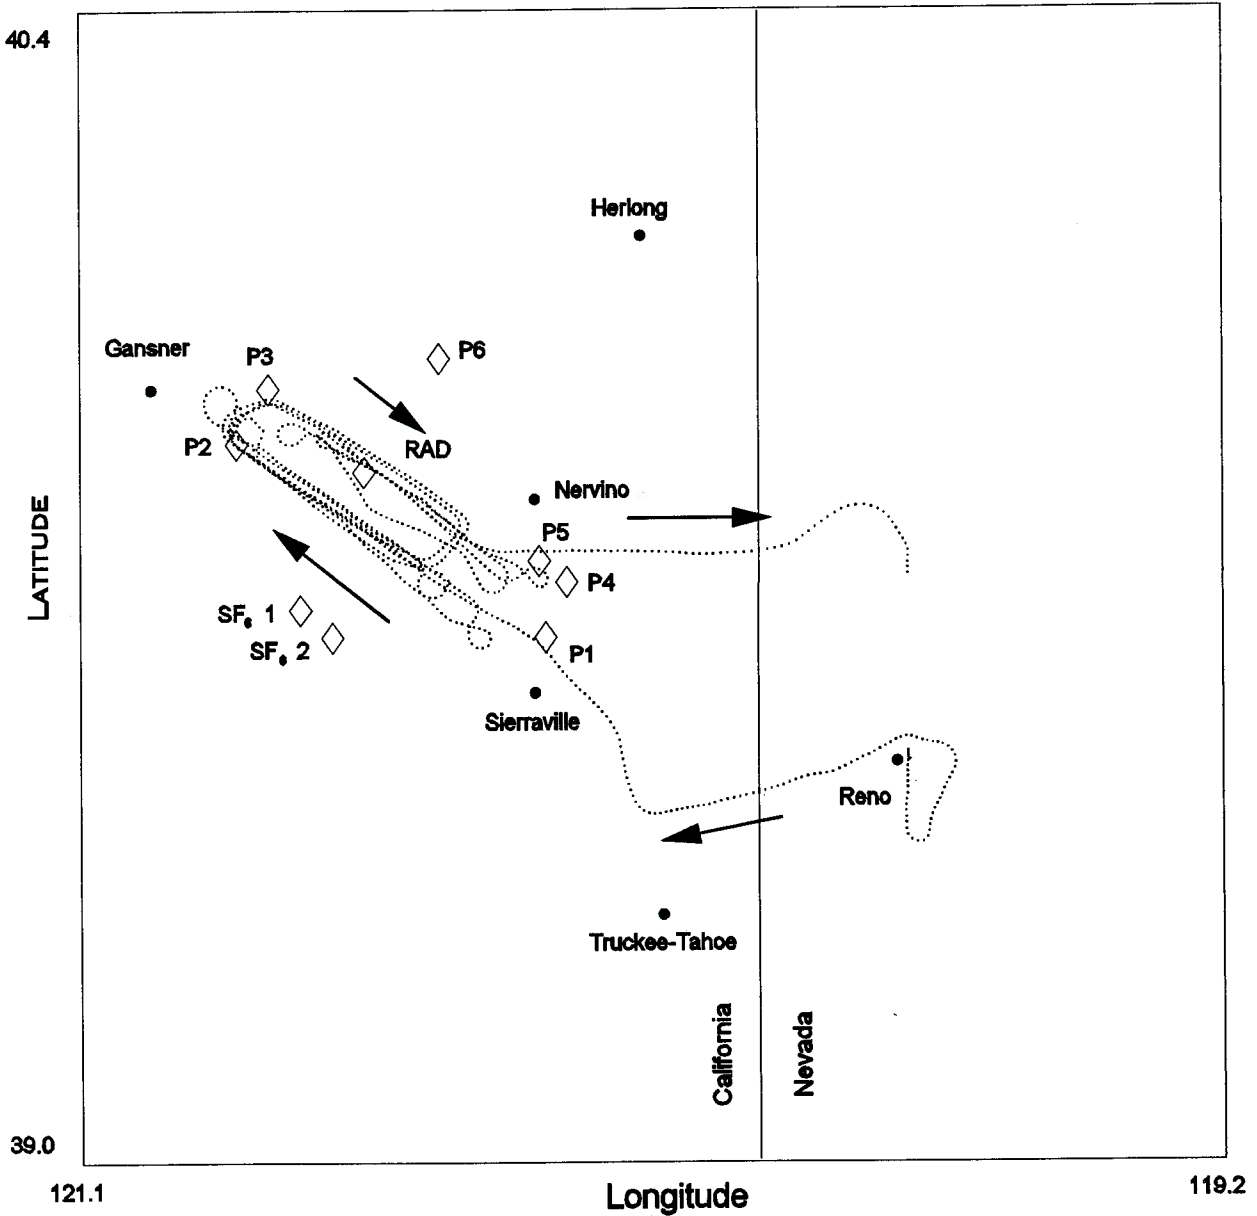 40.4
Herlong
Gansner
P3
P6
P2
RAD
Nervino
P5
P4
SF6 1
SF6 2
P1
Sierraville
Reno
Truckee-Tahoe
California
Nevada
LATITUDE
39.0
121.1
Longitude
119.2